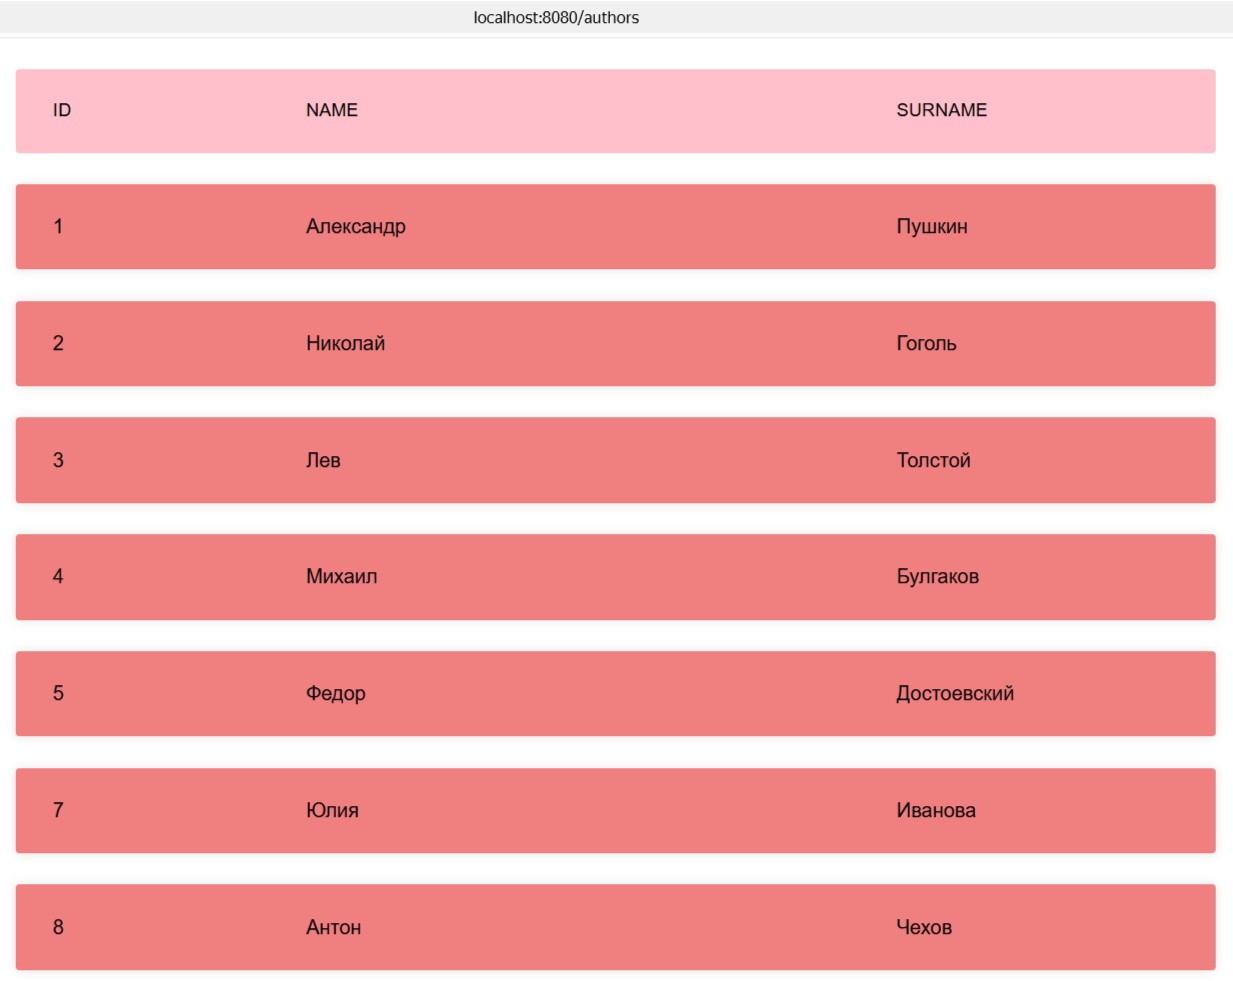 localhost:8080/authors
ID NAME SURNAME
1 Александр Пушкин
2 Николай Гоголь
3 Лев Толстой
4 Михаил Булгаков
5 Федор Достоевский
7 Юлия Иванова
8 Антон Чехов